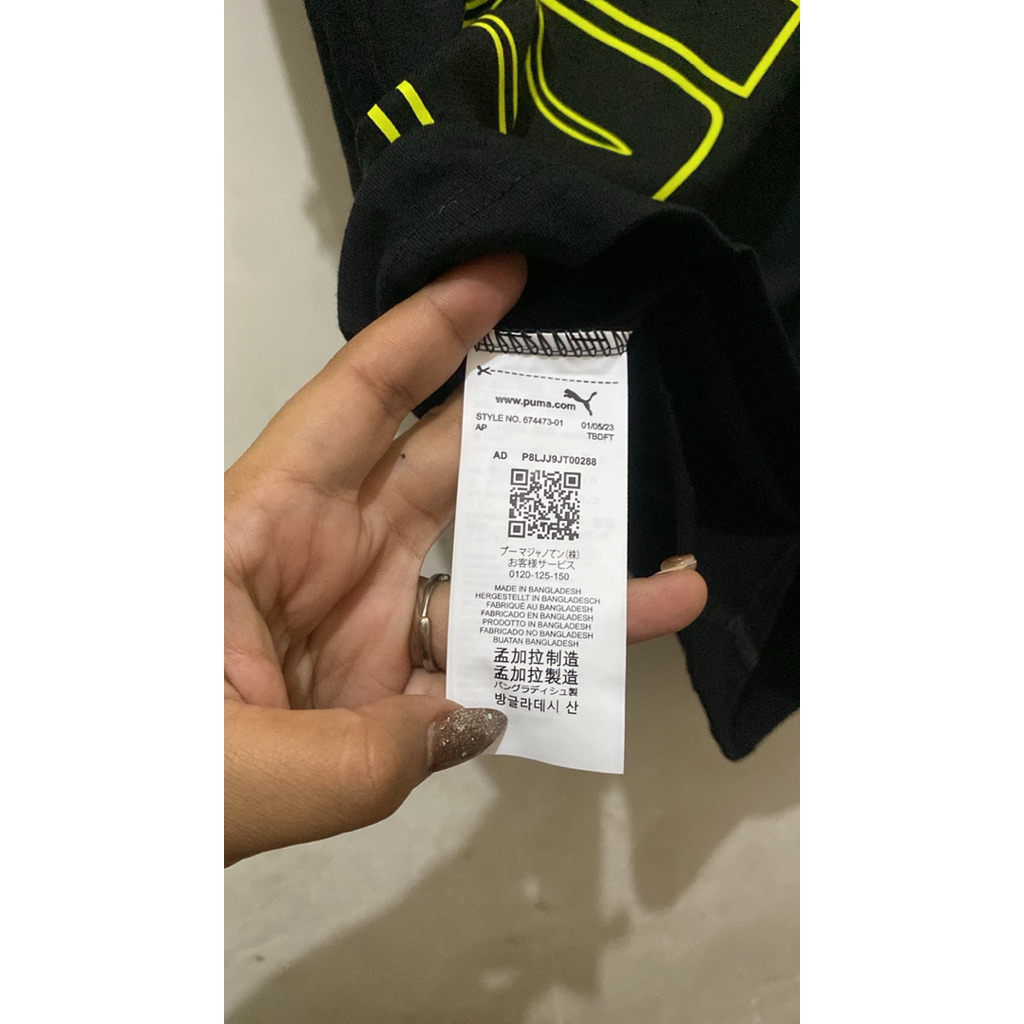 www.puma.com
STYLE NO. 674473-01 01/05/23
AP TBDFT
AD P8LJJ9JT00288
プーマジャパン(株)
お客様サービス
0120-125-150
MADE IN BANGLADESH
HERGESTELLT IN BANGLADESCH
FABRIQUÉ AU BANGLADESH
FABRICADO EN BANGLADESH
PRODOTTO IN BANGLADESH
FABRICADO NO BANGLADESH
BUATAN BANGLADESH
孟加拉制造
孟加拉製造
バングラディシュ製
방글라데시 산